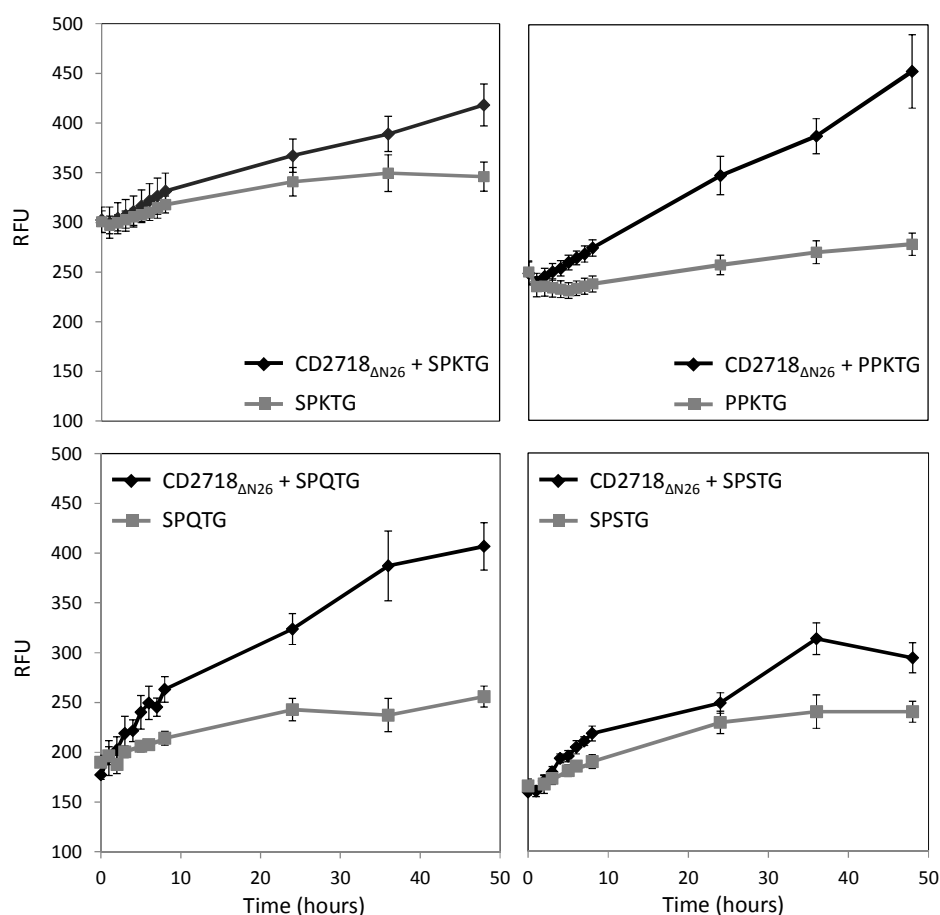 500
450
400
350
300
250
200
150
100
RFU
CD2718ΔN26 + SPKTG
SPKTG
CD2718ΔN26 + PPKTG
PPKTG
500
450
400
350
300
250
200
150
100
RFU
CD2718ΔN26 + SPQTG
SPQTG
CD2718ΔN26 + SPSTG
SPSTG
0 10 20 30 40 50
Time (hours)
0 10 20 30 40 50
Time (hours)